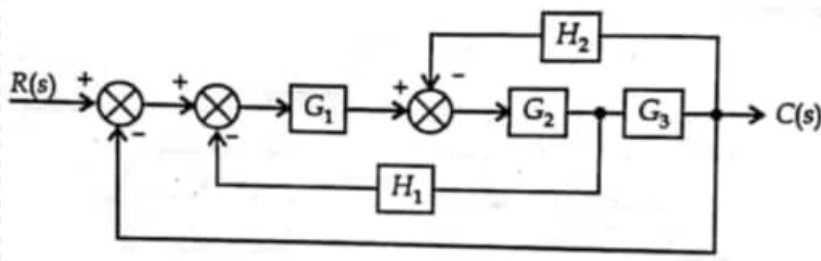 H₂
R(s) + − + − G₁ + − G₂ G₃ C(s)
H₁